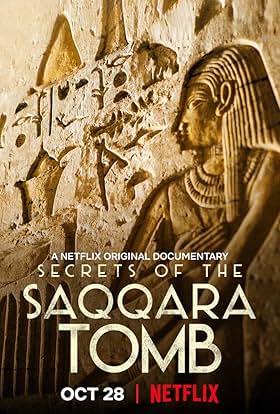 A NETFLIX ORIGINAL DOCUMENTARY
SECRETS OF THE
SAQQARA
TOMB
OCT 28 | NETFLIX